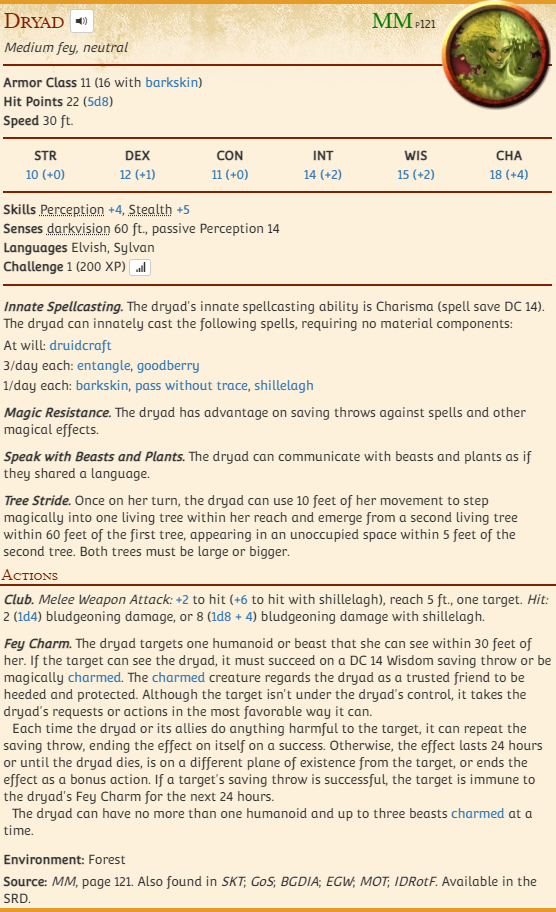 Dryad
MM P121
Medium fey, neutral
Armor Class 11 (16 with barkskin)
Hit Points 22 (5d8)
Speed 30 ft.
STR DEX CON INT WIS CHA
10 (+0) 12 (+1) 11 (+0) 14 (+2) 15 (+2) 18 (+4)
Skills Perception +4, Stealth +5
Senses darkvision 60 ft., passive Perception 14
Languages Elvish, Sylvan
Challenge 1 (200 XP)
Innate Spellcasting. The dryad's innate spellcasting ability is Charisma (spell save DC 14).
The dryad can innately cast the following spells, requiring no material components:
At will: druidcraft
3/day each: entangle, goodberry
1/day each: barkskin, pass without trace, shillelagh
Magic Resistance. The dryad has advantage on saving throws against spells and other
magical effects.
Speak with Beasts and Plants. The dryad can communicate with beasts and plants as if
they shared a language.
Tree Stride. Once on her turn, the dryad can use 10 feet of her movement to step
magically into one living tree within her reach and emerge from a second living tree
within 60 feet of the first tree, appearing in an unoccupied space within 5 feet of the
second tree. Both trees must be large or bigger.
Actions
Club. Melee Weapon Attack: +2 to hit (+6 to hit with shillelagh), reach 5 ft., one target. Hit:
2 (1d4) bludgeoning damage, or 8 (1d8 + 4) bludgeoning damage with shillelagh.
Fey Charm. The dryad targets one humanoid or beast that she can see within 30 feet of
her. If the target can see the dryad, it must succeed on a DC 14 Wisdom saving throw or be
magically charmed. The charmed creature regards the dryad as a trusted friend to be
heeded and protected. Although the target isn't under the dryad's control, it takes the
dryad's requests or actions in the most favorable way it can.
Each time the dryad or its allies do anything harmful to the target, it can repeat the
saving throw, ending the effect on itself on a success. Otherwise, the effect lasts 24 hours
or until the dryad dies, is on a different plane of existence from the target, or ends the
effect as a bonus action. If a target's saving throw is successful, the target is immune to
the dryad's Fey Charm for the next 24 hours.
The dryad can have no more than one humanoid and up to three beasts charmed at a
time.
Environment: Forest
Source: MM, page 121. Also found in SKT; GoS; BGDIA; EGW; MOT; IDRotF. Available in the
SRD.